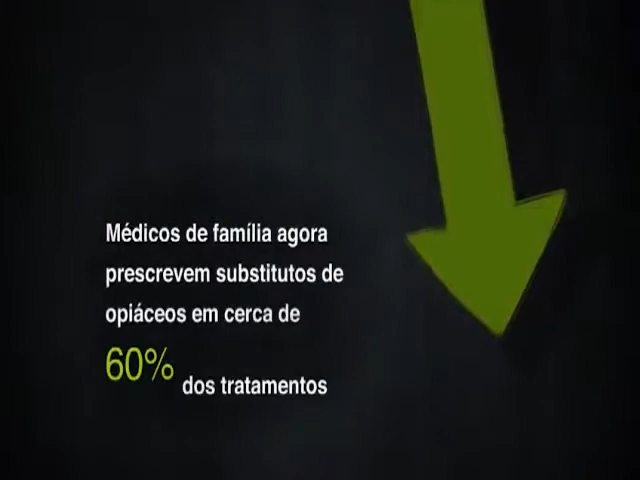 Médicos de família agora
prescrevem substitutos de
opiáceos em cerca de
60% dos tratamentos